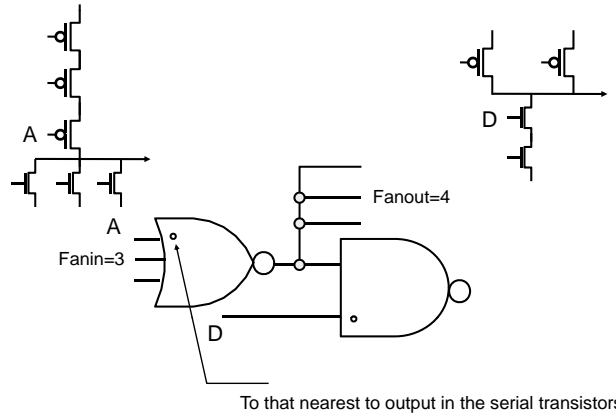 A
D
Fanout=4
A
Fanin=3
D
To that nearest to output in the serial transistors